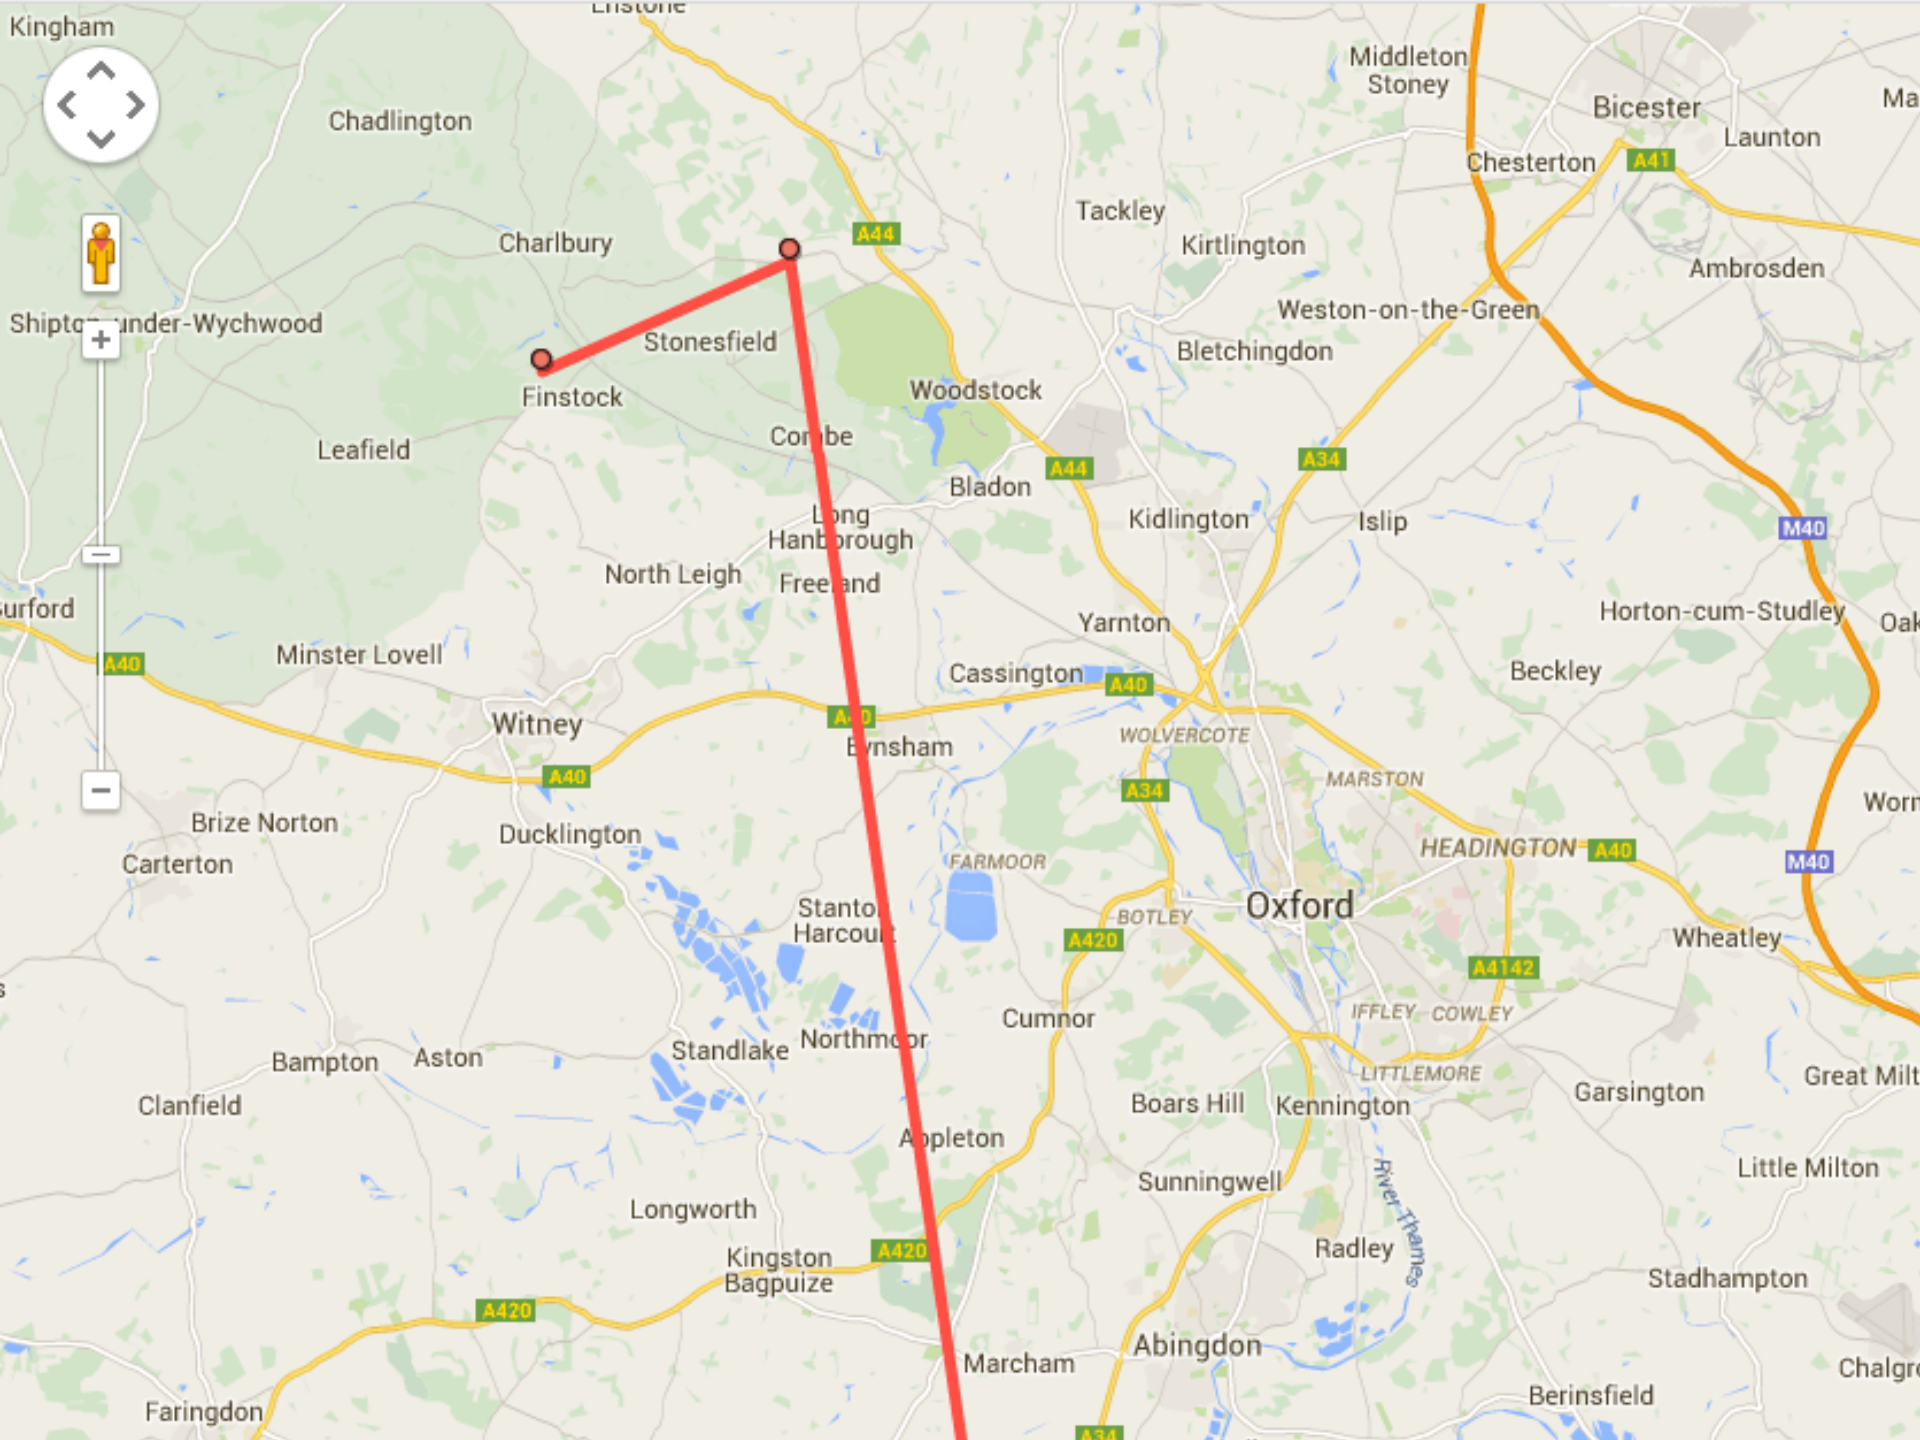 Enstone
Kingham
Middleton
Stoney
Bicester
Chadlington
Launton
Chesterton
A41
Tackley
A44
Charlbury
Kirtlington
Ambrosden
Shipton-under-Wychwood
Weston-on-the-Green
Stonesfield
Bletchingdon
Finstock
Woodstock
Leafield
Combe
A34
A44
Bladon
Long
Hanborough
Kidlington
Islip
M40
North Leigh
Freeland
Horton-cum-Studley
Yarnton
Minster Lovell
A40
Cassington
A40
Beckley
Witney
A40
Eynsham
WOLVERCOTE
A40
A34
MARSTON
Brize Norton
Ducklington
Carterton
FARMOOR
HEADINGTON
A40
M40
Stanton
Harcourt
BOTLEY
Oxford
A420
Wheatley
A4142
Cumnor
IFFLEY
COWLEY
Northmoor
Standlake
Bampton
Aston
LITTLEMORE
Great Milt
Garsington
Clanfield
Boars Hill
Kennington
Appleton
Little Milton
Sunningwell
River Thames
Longworth
Radley
A420
Kingston
Bagpuize
Stadhampton
A420
Abingdon
Marcham
Berinsfield
Faringdon
A34